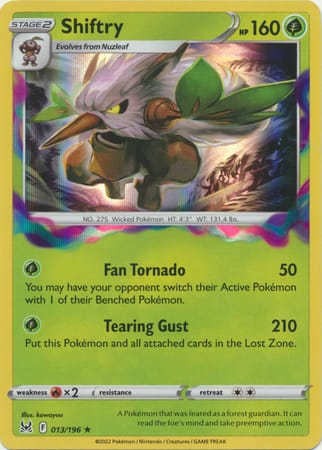 STAGE 2
Shiftry
HP 160
Evolves from Nuzleaf
NO. 275 Wicked Pokémon HT: 4'3" WT: 131.4 lbs.
Fan Tornado 50
You may have your opponent switch their Active Pokémon
with 1 of their Benched Pokémon.
Tearing Gust 210
Put this Pokémon and all attached cards in the Lost Zone.
weakness ×2 resistance retreat
Illus. kawayoo
F 013/196 ★
A Pokémon that was feared as a forest guardian. It can
read the foe's mind and take preemptive action.
©2022 Pokémon / Nintendo / Creatures / GAME FREAK